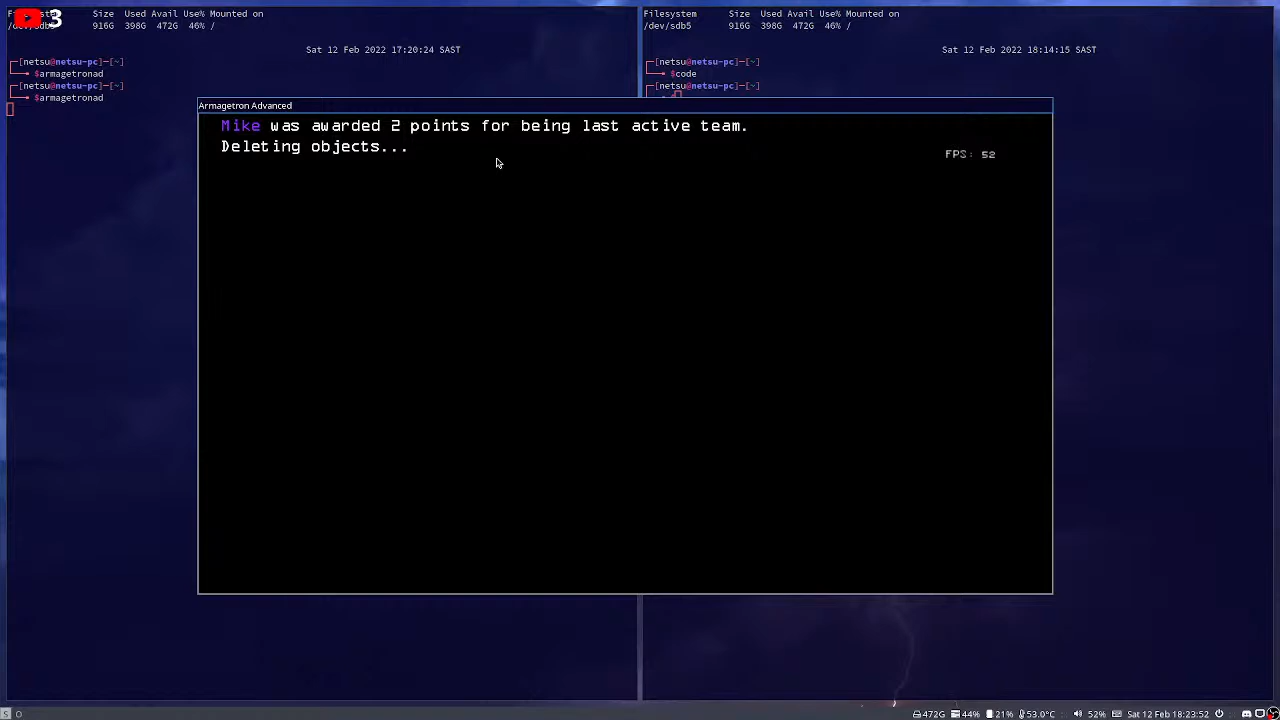 3
Filesystem Size Used Avail Use% Mounted on
/dev/sdb5 916G 398G 472G 46% /
Sat 12 Feb 2022 17:20:24 SAST
[netsu@netsu-pc]—[~]
$armagetronad
[netsu@netsu-pc]—[~]
$armagetronad
Filesystem Size Used Avail Use% Mounted on
/dev/sdb5 916G 398G 472G 46% /
Sat 12 Feb 2022 18:14:15 SAST
[netsu@netsu-pc]—[~]
$code
[netsu@netsu-pc]—[~]
Armagetron Advanced
Mike was awarded 2 points for being last active team.
Deleting objects...
FPS: 52
S O 472G 44% 21% 53.0°C 52% Sat 12 Feb 18:23:52